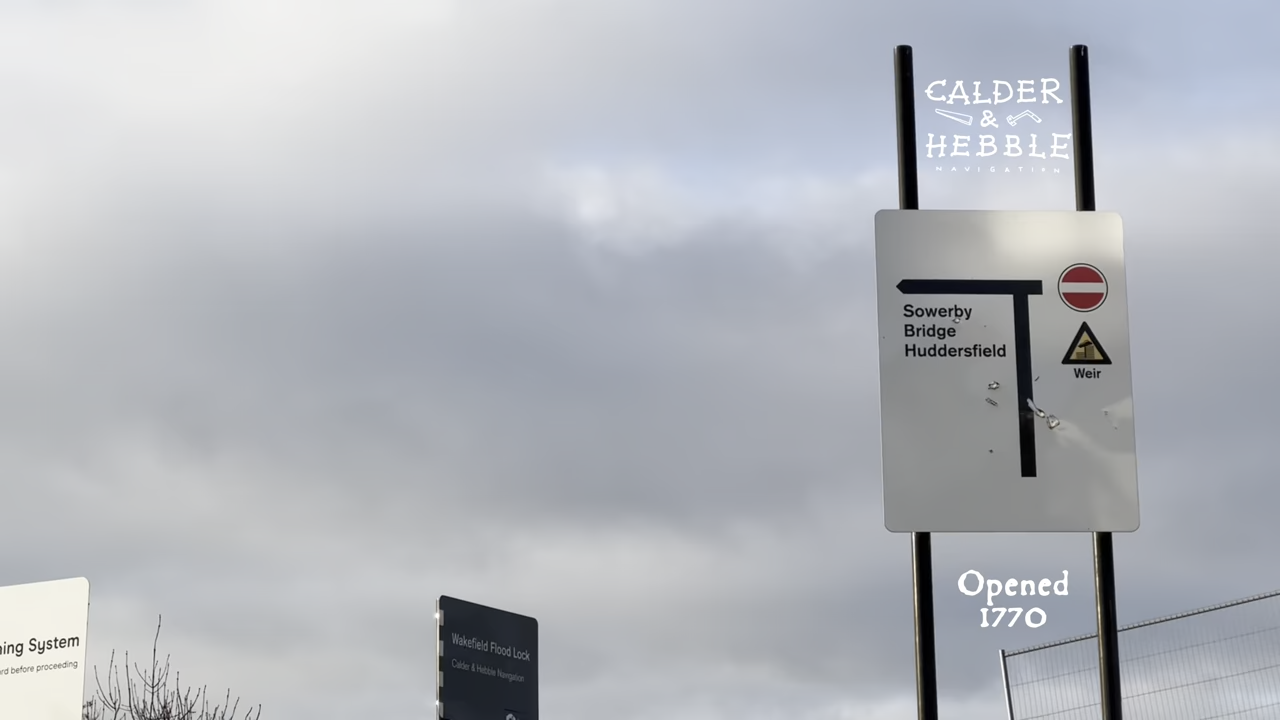 CALDER
&
HEBBLE
NAVIGATION
Sowerby
Bridge
Huddersfield
Weir
Opened
1770
ning System
rd before proceeding
Wakefield Flood Lock
Calder & Hebble Navigation